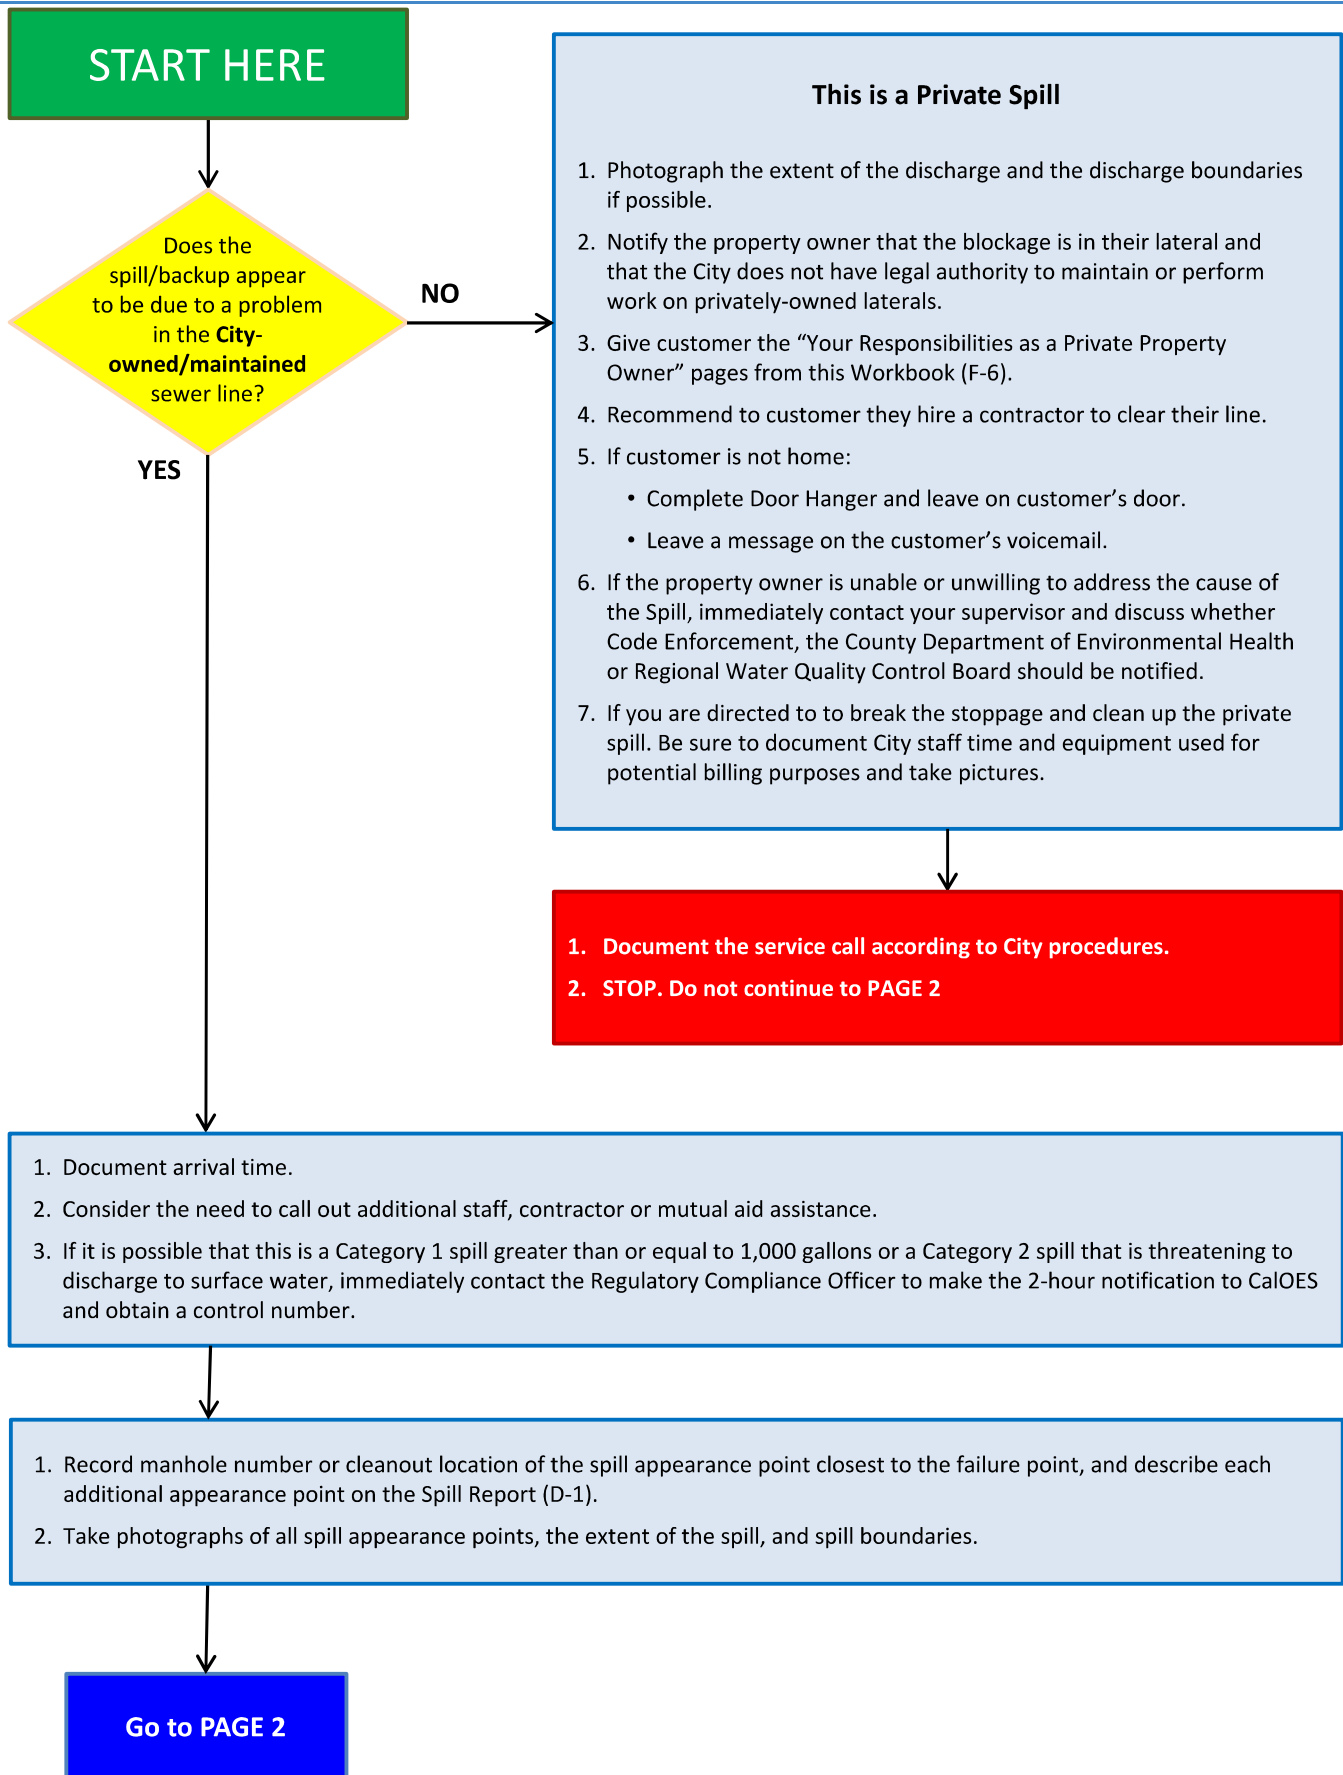 START HERE
Does the
spill/backup appear
to be due to a problem
in the City-
owned/maintained
sewer line?
NO
YES
This is a Private Spill
1. Photograph the extent of the discharge and the discharge boundaries
if possible.
2. Notify the property owner that the blockage is in their lateral and
that the City does not have legal authority to maintain or perform
work on privately-owned laterals.
3. Give customer the “Your Responsibilities as a Private Property
Owner” pages from this Workbook (F-6).
4. Recommend to customer they hire a contractor to clear their line.
5. If customer is not home:
• Complete Door Hanger and leave on customer’s door.
• Leave a message on the customer’s voicemail.
6. If the property owner is unable or unwilling to address the cause of
the Spill, immediately contact your supervisor and discuss whether
Code Enforcement, the County Department of Environmental Health
or Regional Water Quality Control Board should be notified.
7. If you are directed to to break the stoppage and clean up the private
spill. Be sure to document City staff time and equipment used for
potential billing purposes and take pictures.
1. Document the service call according to City procedures.
2. STOP. Do not continue to PAGE 2
1. Document arrival time.
2. Consider the need to call out additional staff, contractor or mutual aid assistance.
3. If it is possible that this is a Category 1 spill greater than or equal to 1,000 gallons or a Category 2 spill that is threatening to
discharge to surface water, immediately contact the Regulatory Compliance Officer to make the 2-hour notification to CalOES
and obtain a control number.
1. Record manhole number or cleanout location of the spill appearance point closest to the failure point, and describe each
additional appearance point on the Spill Report (D-1).
2. Take photographs of all spill appearance points, the extent of the spill, and spill boundaries.
Go to PAGE 2